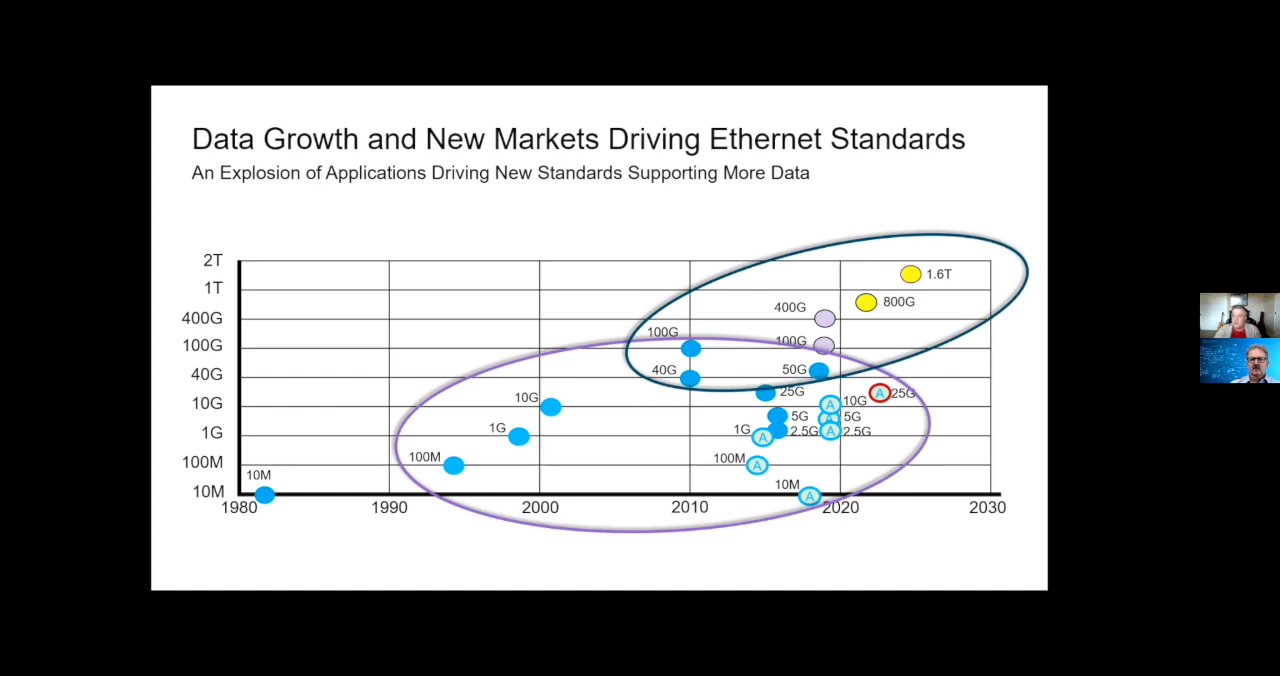 Data Growth and New Markets Driving Ethernet Standards
An Explosion of Applications Driving New Standards Supporting More Data
2T
1.6T
1T
800G
400G
400G
100G
100G
100G
40G
40G
50G
10G
10G
25G
10G
25G
1G
1G
1G
5G
5G
2.5G
2.5G
A
A
A
A
A
100M
100M
100M
A
10M
10M
10M
A
1980
1990
2000
2010
2020
2030